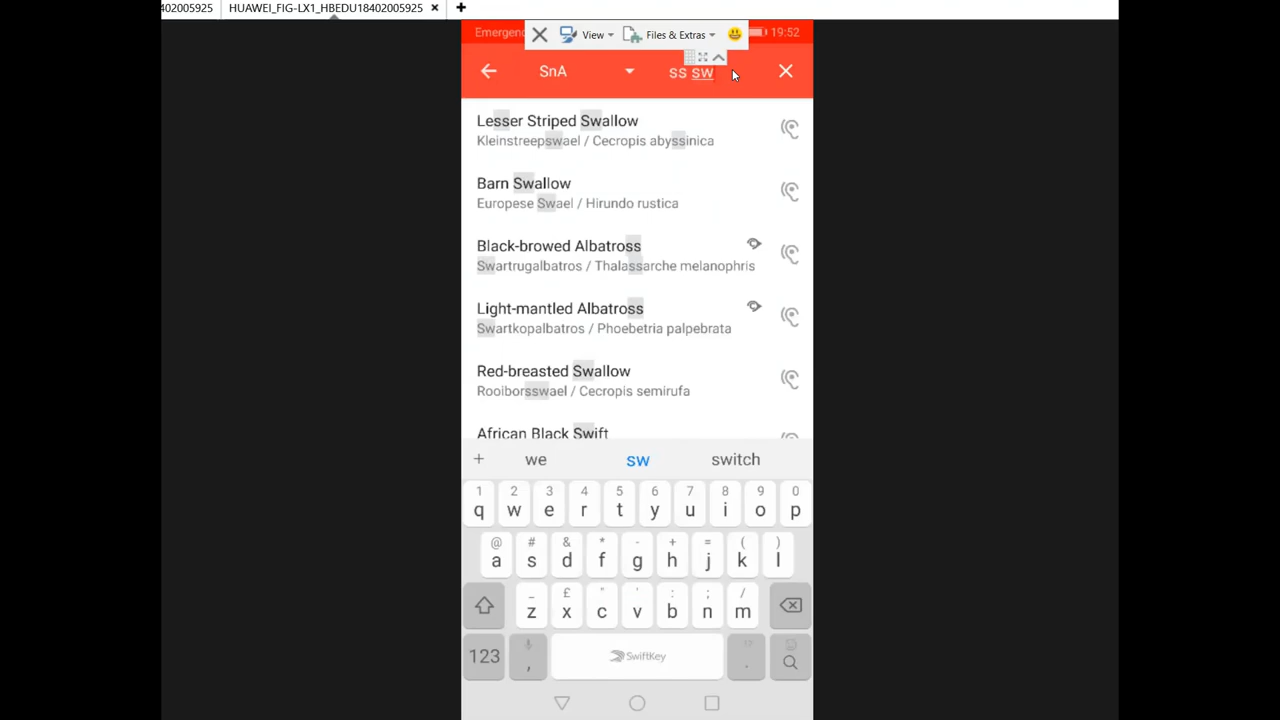 402005925
HUAWEI_FIG-LX1_HBEDU18402005925
Emergen
View
Files & Extras
19:52
SnA
ss sw
Lesser Striped Swallow
Kleinstreepswael / Cecropis abyssinica
Barn Swallow
Europese Swael / Hirundo rustica
Black-browed Albatross
Swartrugalbatros / Thalassarche melanophris
Light-mantled Albatross
Swartkopalbatros / Phoebetria palpebrata
Red-breasted Swallow
Rooiborsswael / Cecropis semirufa
African Black Swift
+ we sw switch
1 2 3 4 5 6 7 8 9 0
q w e r t y u i o p
@ # & * - + = ( )
a s d f g h j k l
_ £ " ' : ; /
z x c v b n m
123 , SwiftKey .